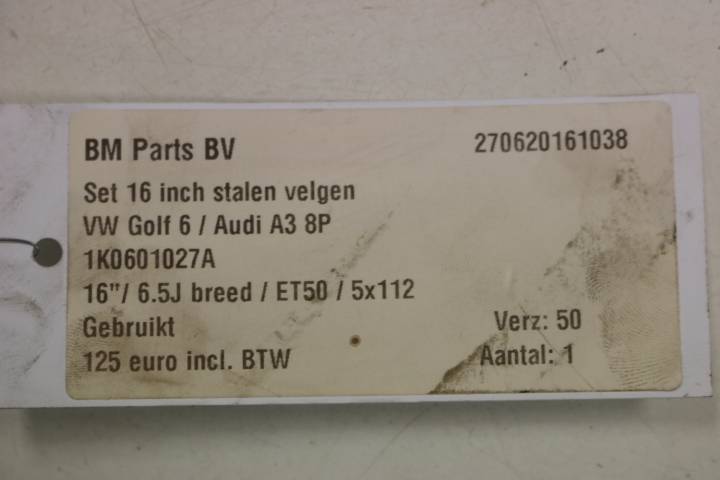 BM Parts BV 270620161038
Set 16 inch stalen velgen
VW Golf 6 / Audi A3 8P
1K0601027A
16"/ 6.5J breed / ET50 / 5x112
Gebruikt Verz: 50
125 euro incl. BTW Aantal: 1